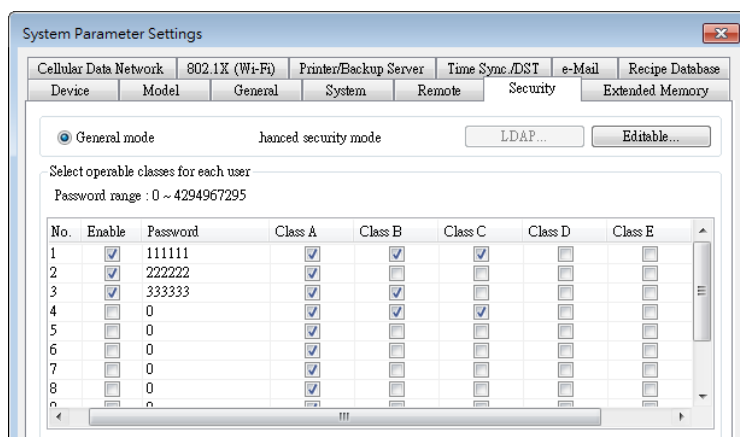 System Parameter Settings
Cellular Data Network 802.1X (Wi-Fi) Printer/Backup Server Time Sync./DST e-Mail Recipe Database
Device Model General System Remote Security Extended Memory
General mode hanced security mode LDAP... Editable...
Select operable classes for each user
Password range : 0 ~ 4294967295
No. Enable Password Class A Class B Class C Class D Class E
1 111111
2 222222
3 333333
4 0
5 0
6 0
7 0
8 0